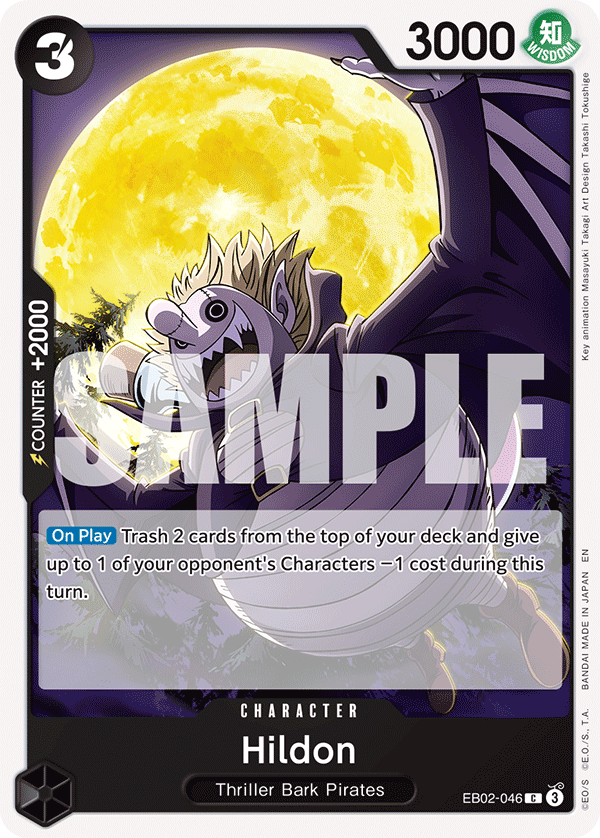 3
3000
知
WISDOM
Key animation Masayuki Takagi Art Design Takashi Tokushige
COUNTER +2000
SAMPLE
On Play Trash 2 cards from the top of your deck and give
up to 1 of your opponent's Characters −1 cost during this
turn.
©EO/S ©E.O./S., T.A. BANDAI MADE IN JAPAN EN
CHARACTER
Hildon
Thriller Bark Pirates
EB02-046 C 3